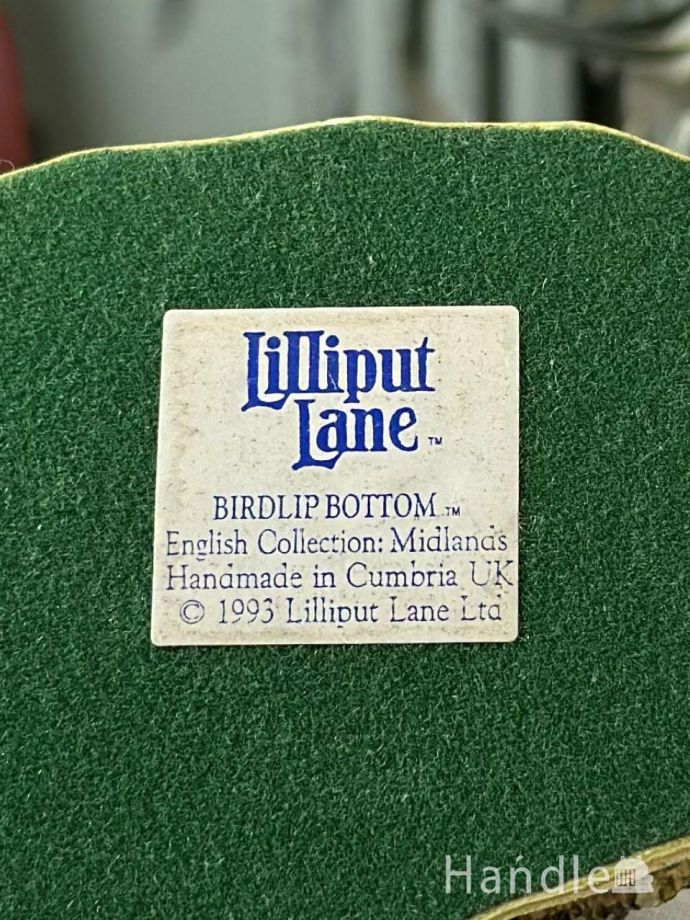 Lilliput
Lane™
BIRDLIP BOTTOM™
English Collection: Midlands
Handmade in Cumbria UK
© 1993 Lilliput Lane Ltd
Handle